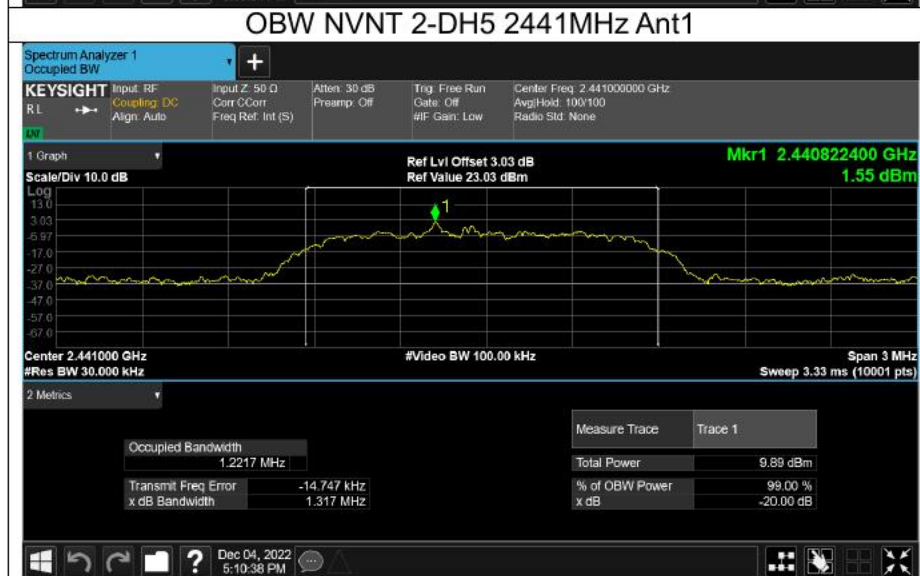 OBW NVNT 2-DH5 2441MHz Ant1
Spectrum Analyzer 1
Occupied BW
+
KEYSIGHT
RL
Input: RF
Coupling: DC
Align: Auto
Input Z: 50 Ω
Corr CCorr
Freq Ref: Int (S)
Atten: 30 dB
Preamp: Off
Trig: Free Run
Gate: Off
#IF Gain: Low
Center Freq: 2.441000000 GHz
Avg|Hold: 100/100
Radio Std: None
1 Graph
Scale/Div 10.0 dB
Ref Lvl Offset 3.03 dB
Ref Value 23.03 dBm
Mkr1 2.440822400 GHz
1.55 dBm
Log
13.0
3.03
-6.97
-17.0
-27.0
-37.0
-47.0
-57.0
-67.0
1
Center 2.441000 GHz
#Res BW 30.000 kHz
#Video BW 100.00 kHz
Span 3 MHz
Sweep 3.33 ms (10001 pts)
2 Metrics
Measure Trace Trace 1
Occupied Bandwidth
1.2217 MHz
Total Power 9.89 dBm
Transmit Freq Error -14.747 kHz
% of OBW Power 99.00 %
x dB Bandwidth 1.317 MHz
x dB -20.00 dB
?
Dec 04, 2022
5:10:38 PM